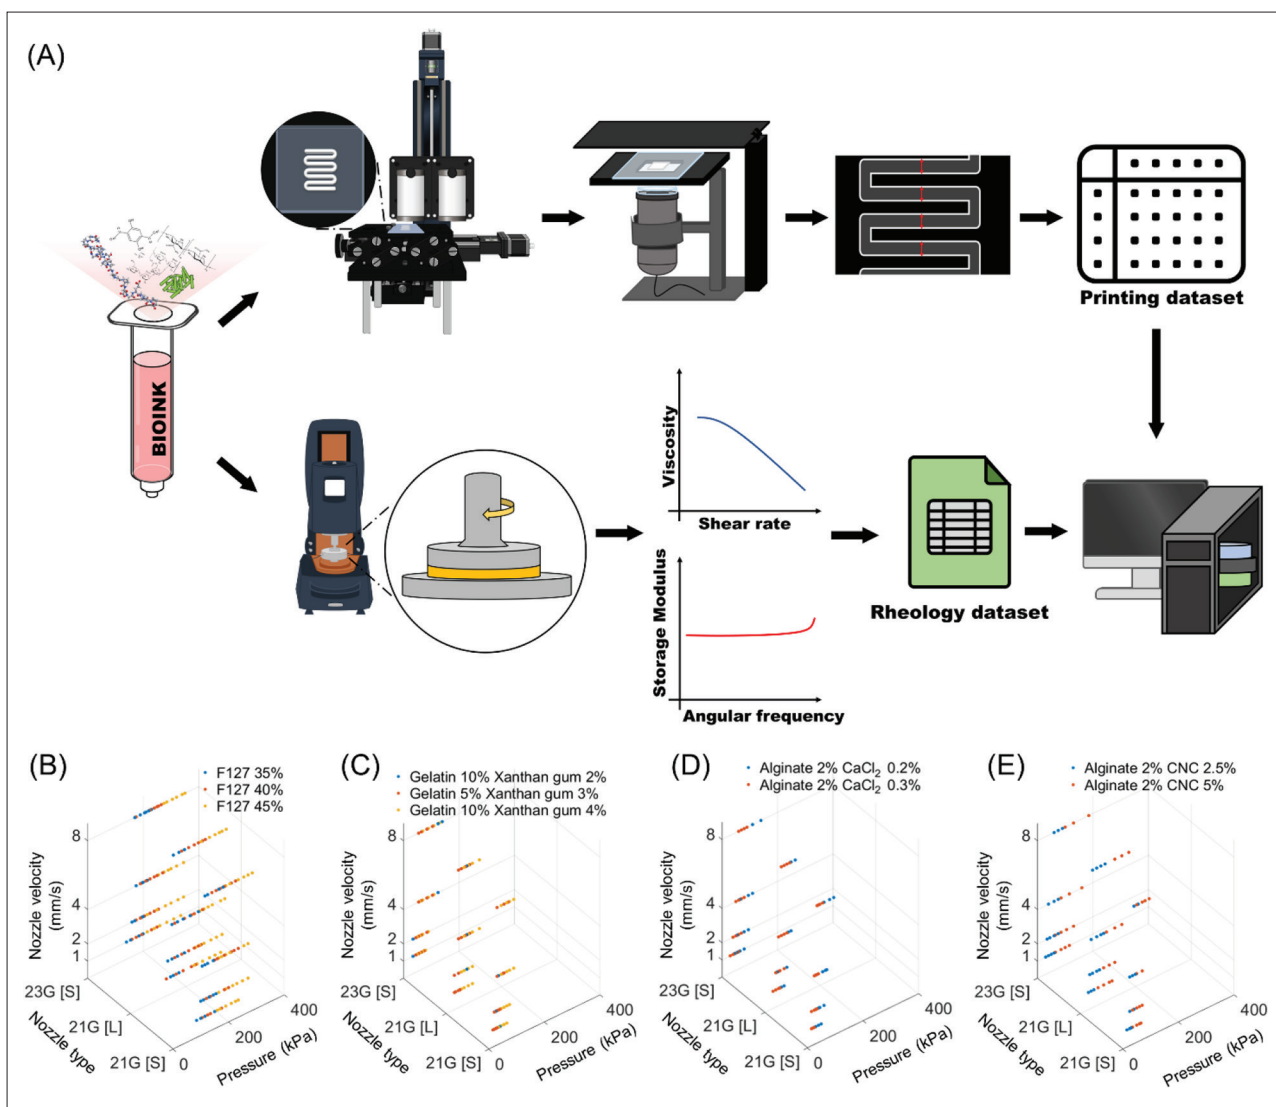 (A)
BIOINK
Printing dataset
Viscosity
Shear rate
Storage Modulus
Angular frequency
Rheology dataset
(B)
F127 35%
F127 40%
F127 45%
Nozzle velocity
(mm/s)
8
4
2
1
23G [S]
21G [L]
21G [S]
Nozzle type
0
200
400
Pressure (kPa)
(C)
Gelatin 10% Xanthan gum 2%
Gelatin 5% Xanthan gum 3%
Gelatin 10% Xanthan gum 4%
Nozzle velocity
(mm/s)
8
4
2
1
23G [S]
21G [L]
21G [S]
Nozzle type
0
200
400
Pressure (kPa)
(D)
Alginate 2% CaCl₂ 0.2%
Alginate 2% CaCl₂ 0.3%
Nozzle velocity
(mm/s)
8
4
2
1
23G [S]
21G [L]
21G [S]
Nozzle type
0
200
400
Pressure (kPa)
(E)
Alginate 2% CNC 2.5%
Alginate 2% CNC 5%
Nozzle velocity
(mm/s)
8
4
2
1
23G [S]
21G [L]
21G [S]
Nozzle type
0
200
400
Pressure (kPa)